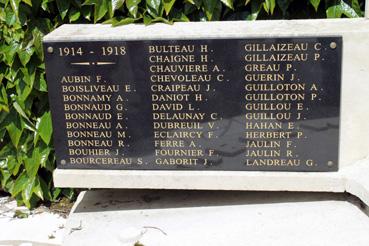 1914 - 1918
AUBIN F.
BOISLIVEAU E.
BONNAMY A.
BONNAUD G.
BONNAUD E.
BONNEAU A.
BONNEAU M.
BONNEAU R.
BOUHIER J.
BOURCEREAU S.
BULTEAU H.
CHAIGNE H.
CHAUVIERE A.
CHEVOLEAU C.
CRAIPEAU J.
DANIOT H.
DAVID L.
DELAUNAY C.
DUBREUIL V.
ECLAIRCY F.
FERRE A.
FOURNIER F.
GABORIT J.
GILLAIZEAU C.
GILLAIZEAU P.
GREAU P.
GUERIN J.
GUILLOTON A.
GUILLOTON P.
GUILLOU E.
GUILLOU J.
HAHAN E.
HERBERT P.
JAULIN F.
JAULIN R.
LANDREAU G.